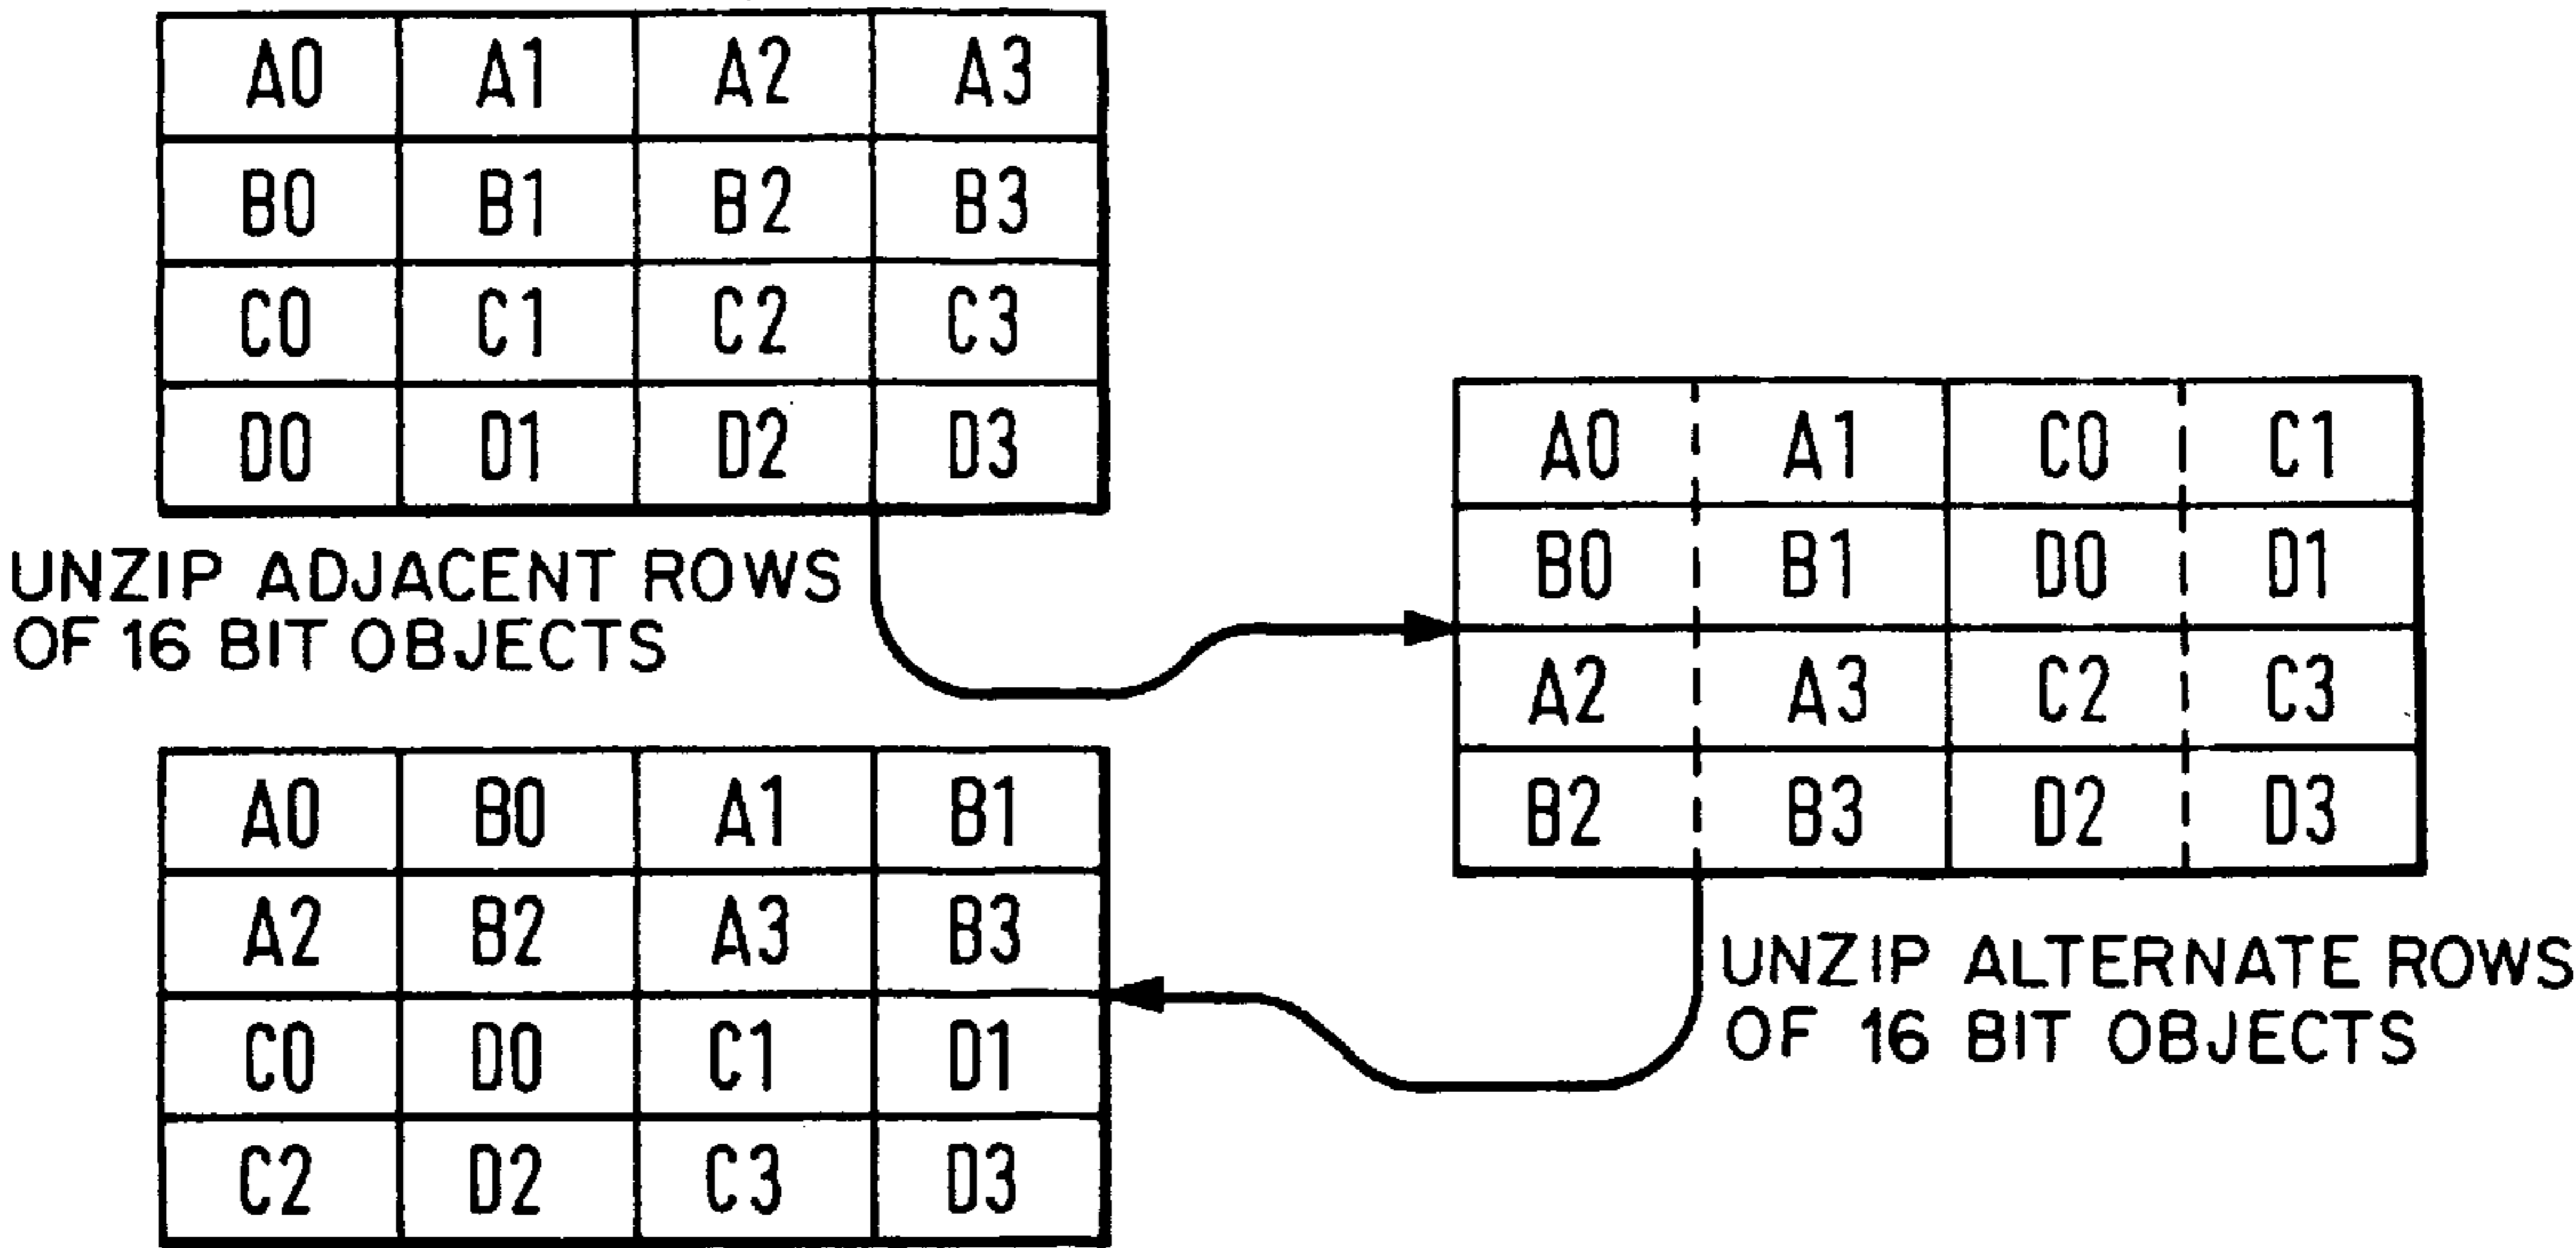 A0 A1 A2 A3
B0 B1 B2 B3
C0 C1 C2 C3
D0 D1 D2 D3
UNZIP ADJACENT ROWS
OF 16 BIT OBJECTS
A0 A1 C0 C1
B0 B1 D0 D1
A2 A3 C2 C3
B2 B3 D2 D3
UNZIP ALTERNATE ROWS
OF 16 BIT OBJECTS
A0 B0 A1 B1
A2 B2 A3 B3
C0 D0 C1 D1
C2 D2 C3 D3